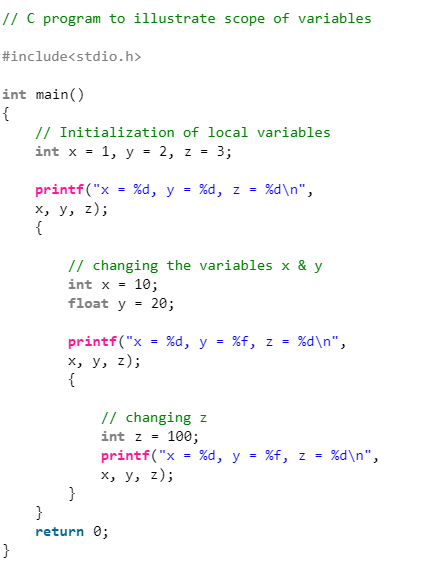 // C program to illustrate scope of variables
#include<stdio.h>
int main()
{
// Initialization of local variables
int x = 1, y = 2, z = 3;
printf("x = %d, y = %d, z = %d\n",
x, y, z);
{
// changing the variables x & y
int x = 10;
float y = 20;
printf("x = %d, y = %f, z = %d\n",
x, y, z);
{
// changing z
int z = 100;
printf("x = %d, y = %f, z = %d\n",
x, y, z);
}
}
return 0;
}